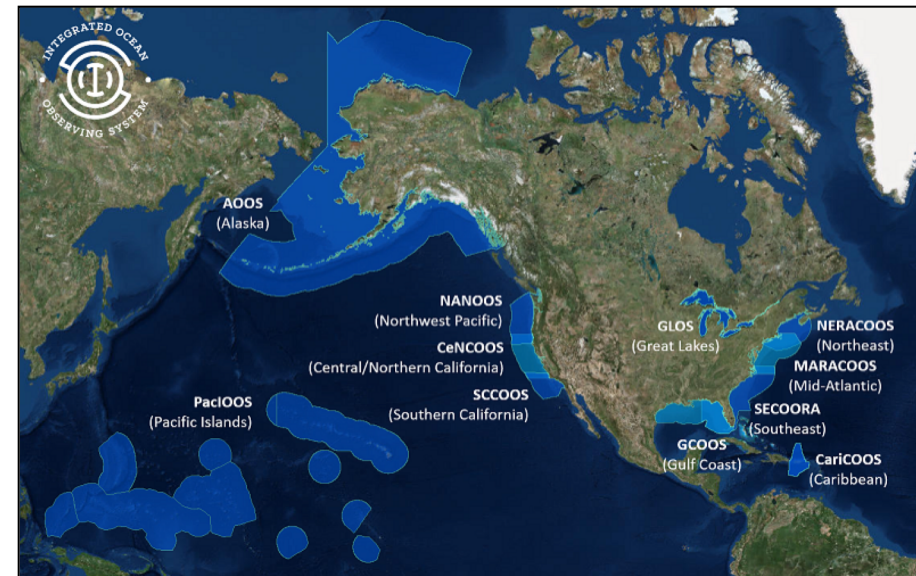 INTEGRATED OCEAN
OBSERVING SYSTEM
AOOS
(Alaska)
NANOOS
(Northwest Pacific)
CeNCOOS
(Central/Northern California)
SCCOOS
(Southern California)
PacIOOS
(Pacific Islands)
GLOS
(Great Lakes)
NERACOOS
(Northeast)
MARACOOS
(Mid-Atlantic)
SECOORA
(Southeast)
GCOOS
(Gulf Coast)
CariCOOS
(Caribbean)